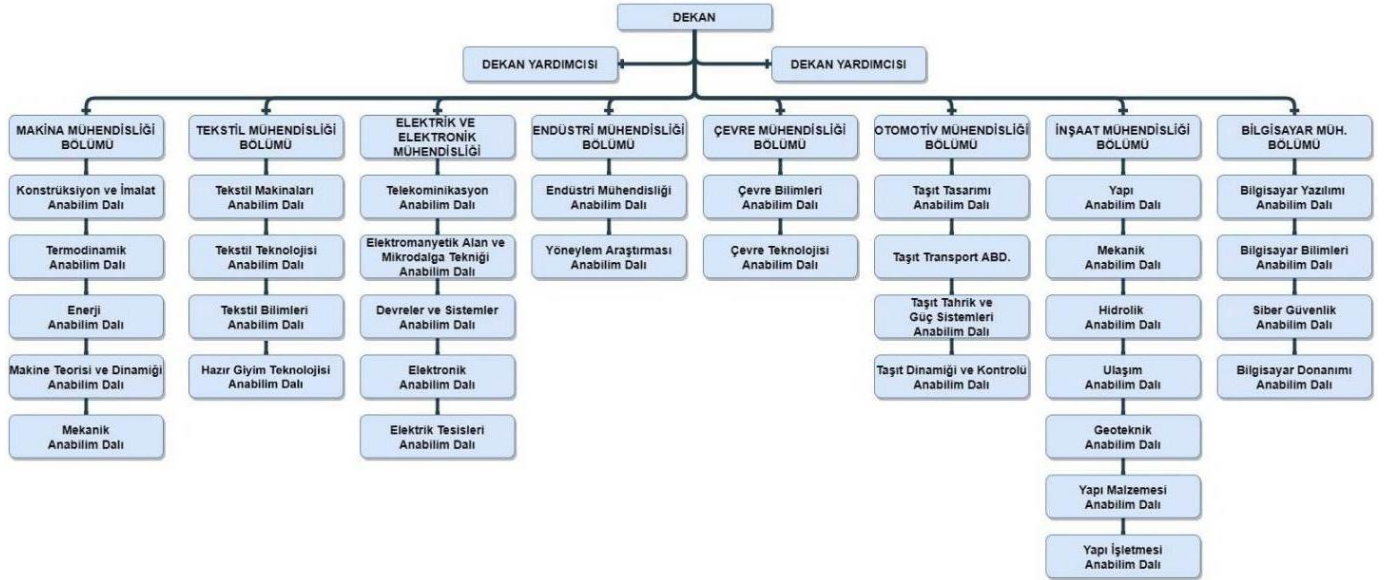 DEKAN
DEKAN YARDIMCISI
DEKAN YARDIMCISI
MAKİNA MÜHENDİSLİĞİ
BÖLÜMÜ
Konstrüksiyon ve İmalat
Anabilim Dalı
Termodinamik
Anabilim Dalı
Enerji
Anabilim Dalı
Makine Teorisi ve Dinamiği
Anabilim Dalı
Mekanik
Anabilim Dalı
TEKSTİL MÜHENDİSLİĞİ
BÖLÜMÜ
Tekstil Makinaları
Anabilim Dalı
Tekstil Teknolojisi
Anabilim Dalı
Tekstil Bilimleri
Anabilim Dalı
Hazır Giyim Teknolojisi
Anabilim Dalı
ELEKTRİK VE
ELEKTRONİK
MÜHENDİSLİĞİ
Telekominikasyon
Anabilim Dalı
Elektromanyetik Alan ve
Mikrodalga Tekniği
Anabilim Dalı
Devreler ve Sistemler
Anabilim Dalı
Elektronik
Anabilim Dalı
Elektrik Tesisleri
Anabilim Dalı
ENDÜSTRİ MÜHENDİSLİĞİ
BÖLÜMÜ
Endüstri Mühendisliği
Anabilim Dalı
Yöneylem Araştırması
Anabilim Dalı
ÇEVRE MÜHENDİSLİĞİ
BÖLÜMÜ
Çevre Bilimleri
Anabilim Dalı
Çevre Teknolojisi
Anabilim Dalı
OTOMOTİV MÜHENDİSLİĞİ
BÖLÜMÜ
Taşıt Tasarımı
Anabilim Dalı
Taşıt Transport ABD.
Taşıt Tahrik ve
Güç Sistemleri
Anabilim Dalı
Taşıt Dinamiği ve Kontrolü
Anabilim Dalı
İNŞAAT MÜHENDİSLİĞİ
BÖLÜMÜ
Yapı
Anabilim Dalı
Mekanik
Anabilim Dalı
Hidrolik
Anabilim Dalı
Ulaşım
Anabilim Dalı
Geoteknik
Anabilim Dalı
Yapı Malzemesi
Anabilim Dalı
Yapı İşletmesi
Anabilim Dalı
BİLGİSAYAR MÜH.
BÖLÜMÜ
Bilgisayar Yazılımı
Anabilim Dalı
Bilgisayar Bilimleri
Anabilim Dalı
Siber Güvenlik
Anabilim Dalı
Bilgisayar Donanımı
Anabilim Dalı